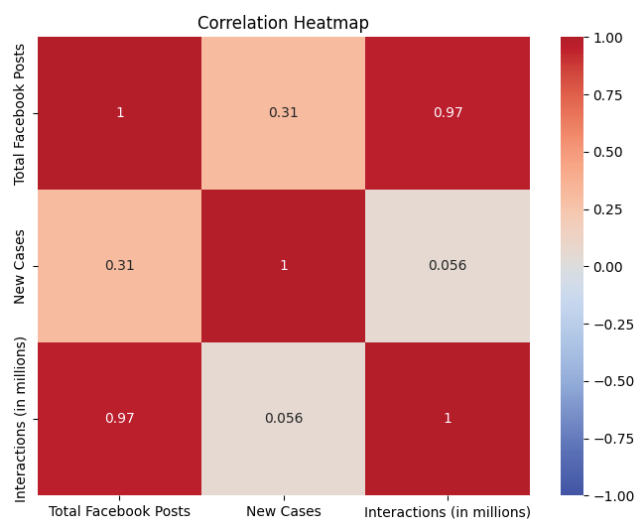 Correlation Heatmap
Total Facebook Posts
New Cases
Interactions (in millions)
1 0.31 0.97
0.31 1 0.056
0.97 0.056 1
Total Facebook Posts New Cases Interactions (in millions)
1.00
0.75
0.50
0.25
0.00
−0.25
−0.50
−0.75
−1.00